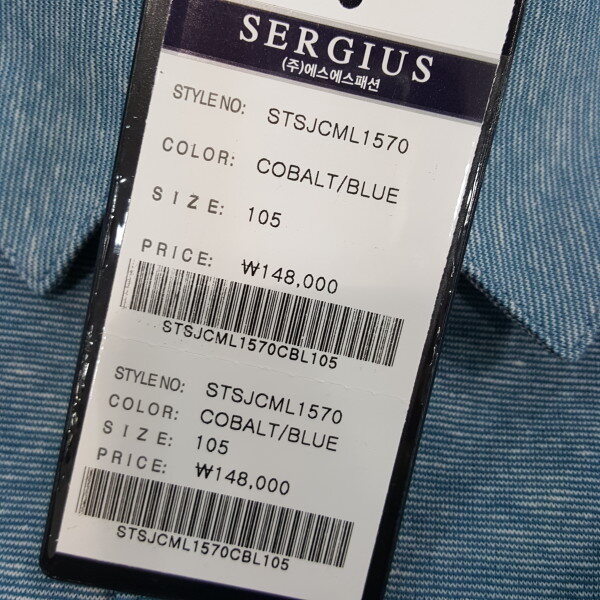 SERGIUS
(주)에스에스패션
STYLE NO: STSJCML1570
COLOR: COBALT/BLUE
SIZE: 105
PRICE: ₩148,000
STSJCML1570CBL105
STYLE NO: STSJCML1570
COLOR: COBALT/BLUE
SIZE: 105
PRICE: ₩148,000
STSJCML1570CBL105